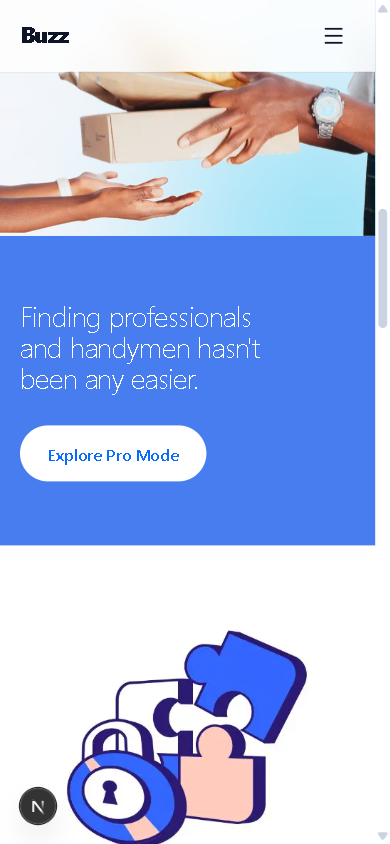 Buzz
Finding professionals
and handymen hasn't
been any easier.
Explore Pro Mode
N